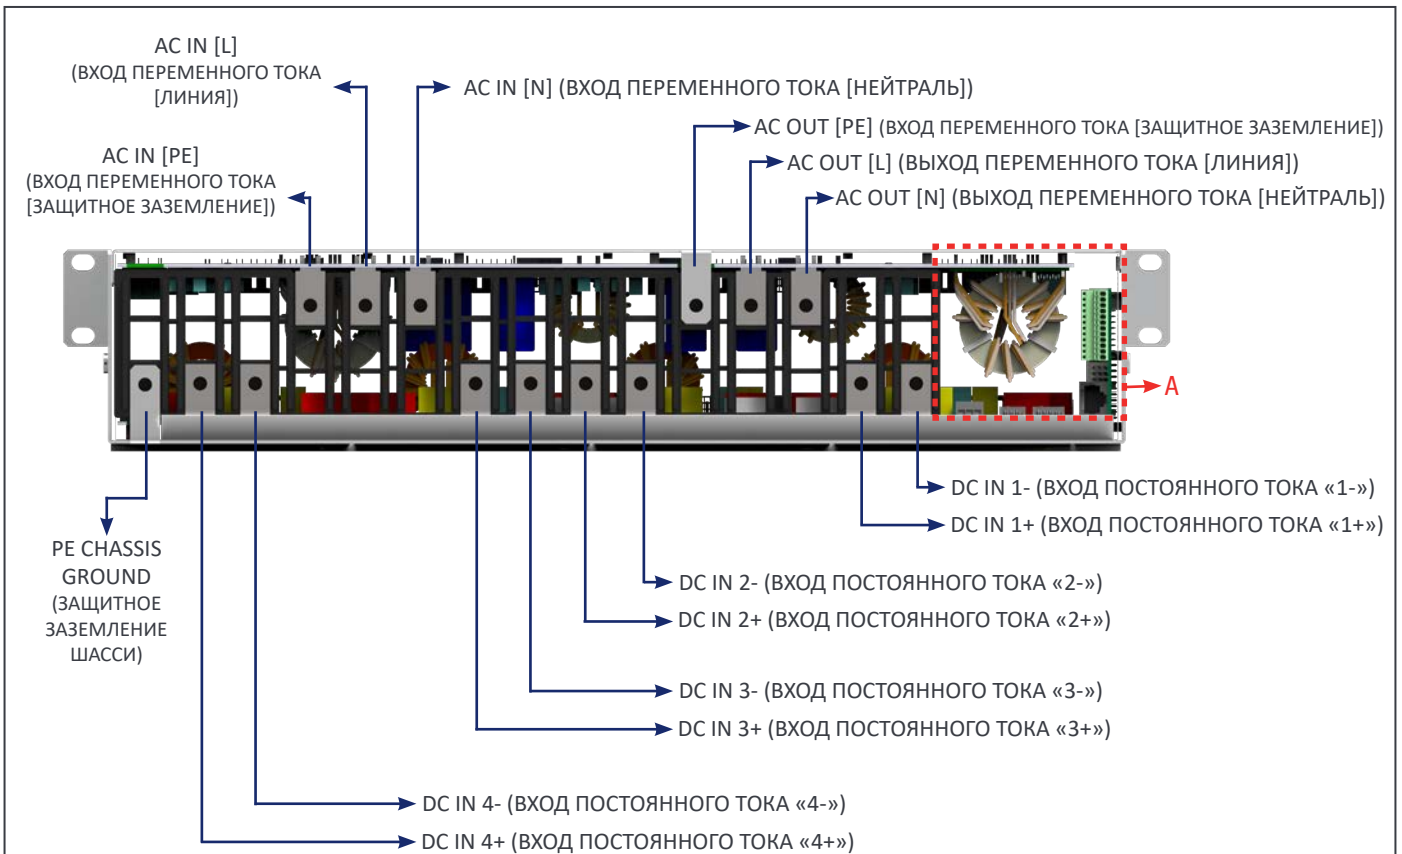 AC IN [L]
(ВХОД ПЕРЕМЕННОГО ТОКА
[ЛИНИЯ])
AC IN [N] (ВХОД ПЕРЕМЕННОГО ТОКА [НЕЙТРАЛЬ])
AC OUT [PE] (ВХОД ПЕРЕМЕННОГО ТОКА [ЗАЩИТНОЕ ЗАЗЕМЛЕНИЕ])
AC IN [PE]
(ВХОД ПЕРЕМЕННОГО ТОКА
[ЗАЩИТНОЕ ЗАЗЕМЛЕНИЕ])
AC OUT [L] (ВЫХОД ПЕРЕМЕННОГО ТОКА [ЛИНИЯ])
AC OUT [N] (ВЫХОД ПЕРЕМЕННОГО ТОКА [НЕЙТРАЛЬ])
A
DC IN 1- (ВХОД ПОСТОЯННОГО ТОКА «1-»)
DC IN 1+ (ВХОД ПОСТОЯННОГО ТОКА «1+»)
PE CHASSIS
GROUND
(ЗАЩИТНОЕ
ЗАЗЕМЛЕНИЕ
ШАССИ)
DC IN 2- (ВХОД ПОСТОЯННОГО ТОКА «2-»)
DC IN 2+ (ВХОД ПОСТОЯННОГО ТОКА «2+»)
DC IN 3- (ВХОД ПОСТОЯННОГО ТОКА «3-»)
DC IN 3+ (ВХОД ПОСТОЯННОГО ТОКА «3+»)
DC IN 4- (ВХОД ПОСТОЯННОГО ТОКА «4-»)
DC IN 4+ (ВХОД ПОСТОЯННОГО ТОКА «4+»)